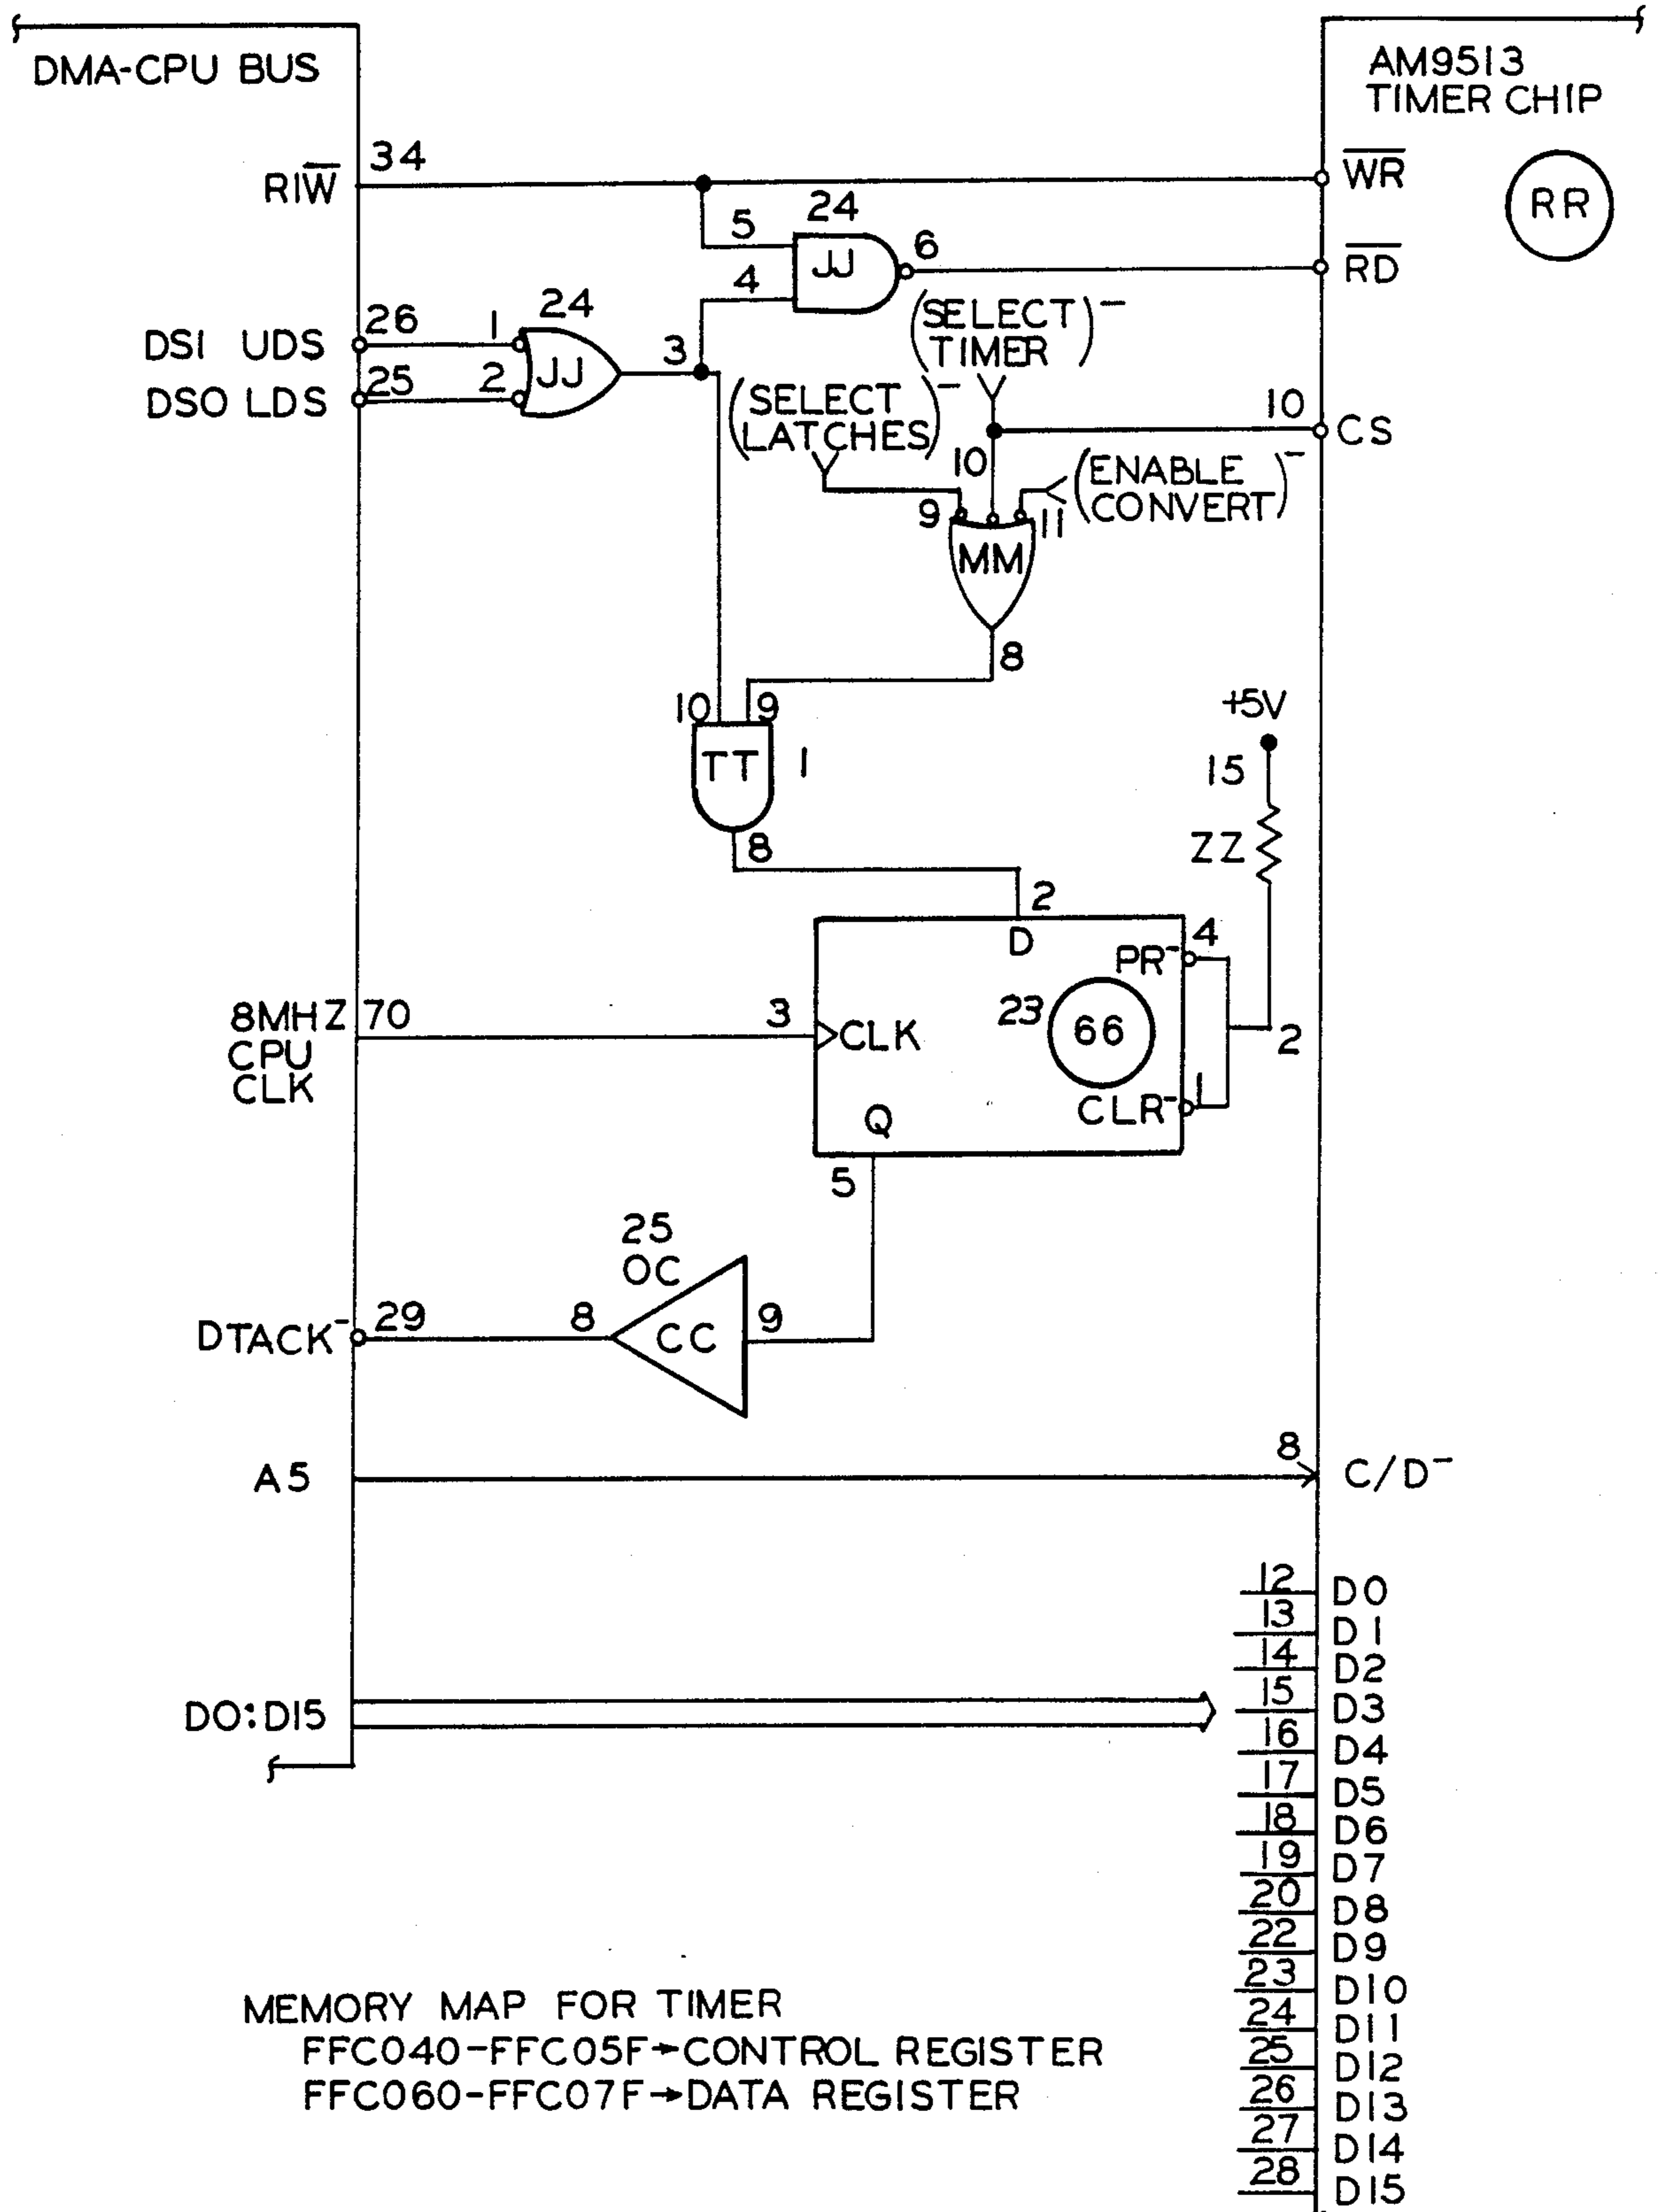 DMA-CPU BUS
AM9513
TIMER CHIP
RR
RIW
34
WR
24
5
6
JJ
4
RD
24
DSI UDS
26
1
JJ
3
DSO LDS
25
2
(SELECT TIMER)-
(SELECT LATCHES)-
10
CS
10
(ENABLE CONVERT)-
9
11
MM
8
10
9
TT
1
8
+5V
15
ZZ
2
D
PR-
4
8MHZ
CPU
CLK
70
3
CLK
23
66
2
CLR-
1
Q
5
25
OC
DTACK-
29
8
CC
9
A5
8
C/D-
DO:D15
12 D0
13 D1
14 D2
15 D3
16 D4
17 D5
18 D6
19 D7
20 D8
22 D9
23 D10
24 D11
25 D12
26 D13
27 D14
28 D15
MEMORY MAP FOR TIMER
FFC040-FFC05F→CONTROL REGISTER
FFC060-FFC07F→DATA REGISTER